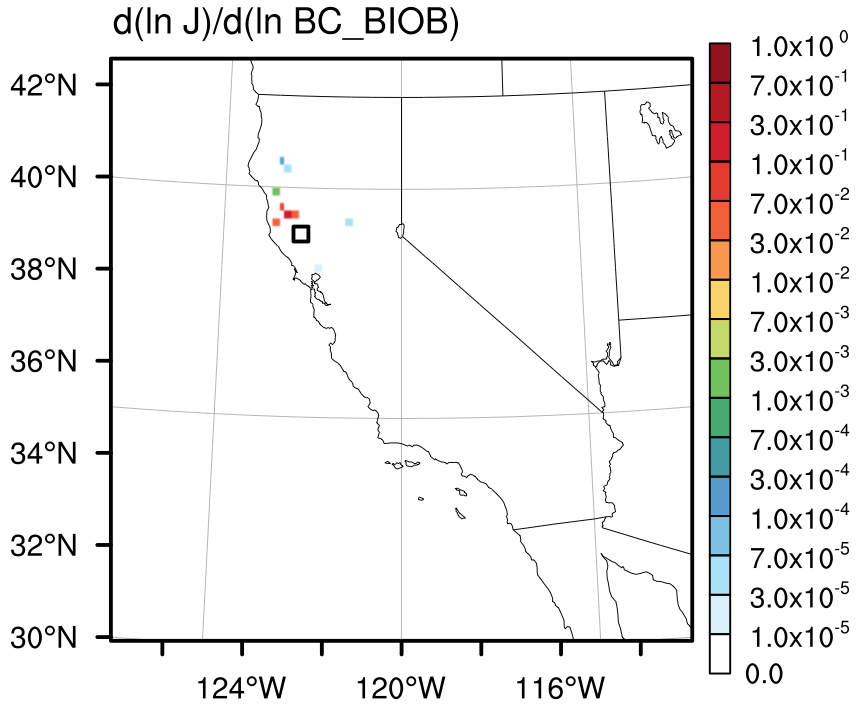 d(ln J)/d(ln BC_BIOB)
42°N
40°N
38°N
36°N
34°N
32°N
30°N
124°W
120°W
116°W
1.0x10⁰
7.0x10⁻¹
3.0x10⁻¹
1.0x10⁻¹
7.0x10⁻²
3.0x10⁻²
1.0x10⁻²
7.0x10⁻³
3.0x10⁻³
1.0x10⁻³
7.0x10⁻⁴
3.0x10⁻⁴
1.0x10⁻⁴
7.0x10⁻⁵
3.0x10⁻⁵
1.0x10⁻⁵
0.0